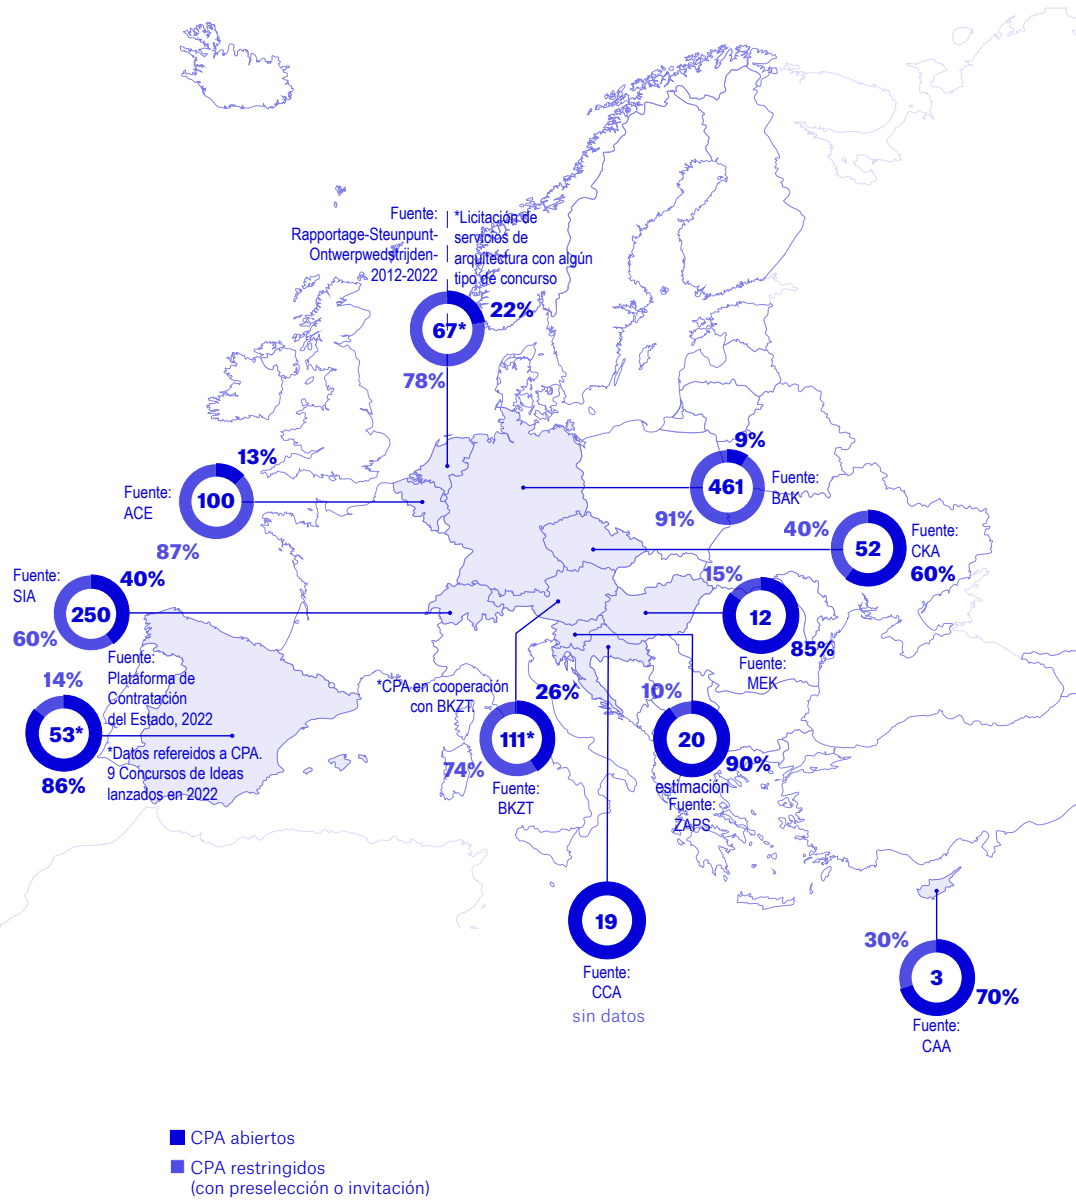 Fuente:
Rapportage-Steunpunt-
Ontwerpwedstrijden-
2012-2022
*Licitación de
servicios de
arquitectura con algún
tipo de concurso
67*
22%
78%
13%
100
Fuente:
ACE
87%
9%
461
Fuente:
BAK
91%
40%
52
Fuente:
CKA
60%
Fuente:
SIA
40%
250
60%
15%
12
85%
Fuente:
MEK
Fuente:
Plataforma de
Contratación
del Estado, 2022
14%
53*
86%
*Datos refereidos a CPA.
9 Concursos de Ideas
lanzados en 2022
*CPA en cooperación
con BKZT.
26%
111*
74%
Fuente:
BKZT
10%
20
90%
estimación
Fuente:
ZAPS
19
Fuente:
CCA
sin datos
30%
3
70%
Fuente:
CAA
CPA abiertos
CPA restringidos
(con preselección o invitación)